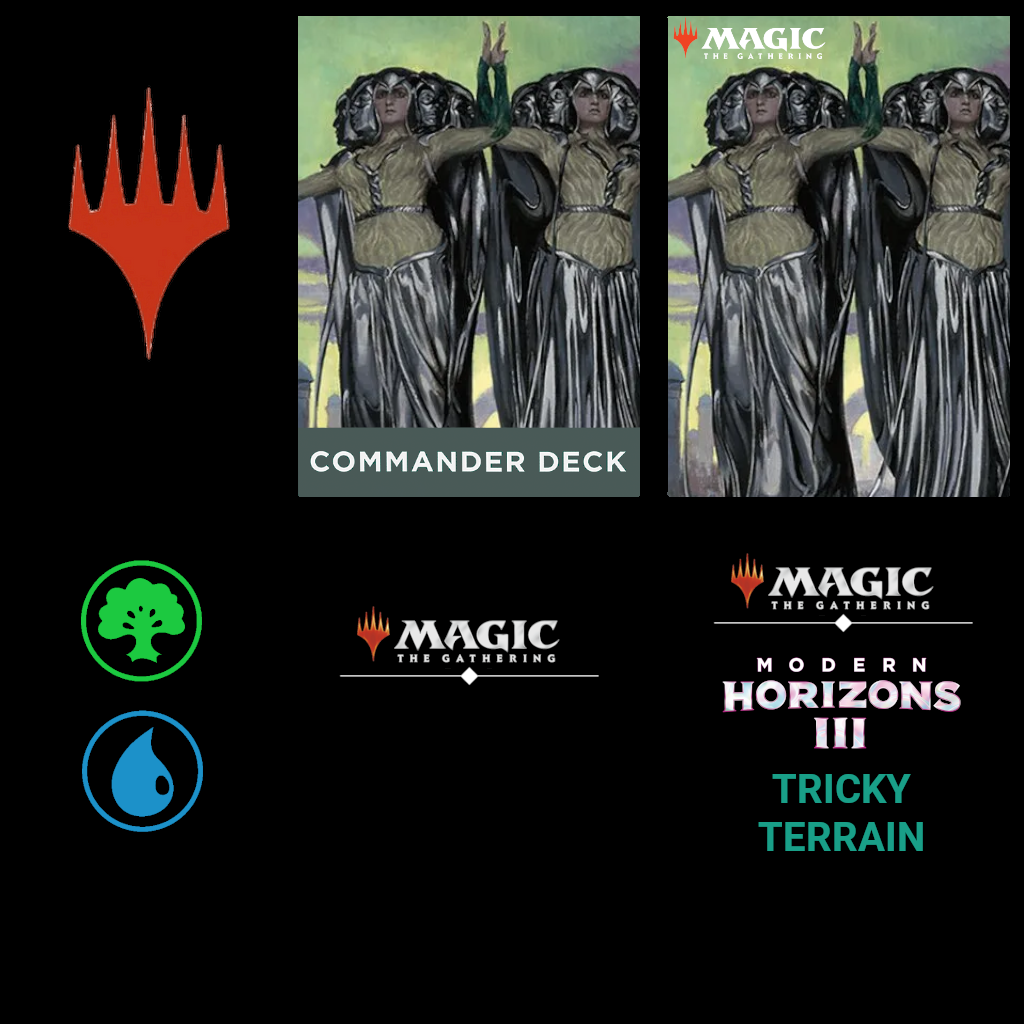 MAGIC
THE GATHERING
COMMANDER DECK
MAGIC
THE GATHERING
MAGIC
THE GATHERING
MODERN
HORIZONS
III
TRICKY
TERRAIN